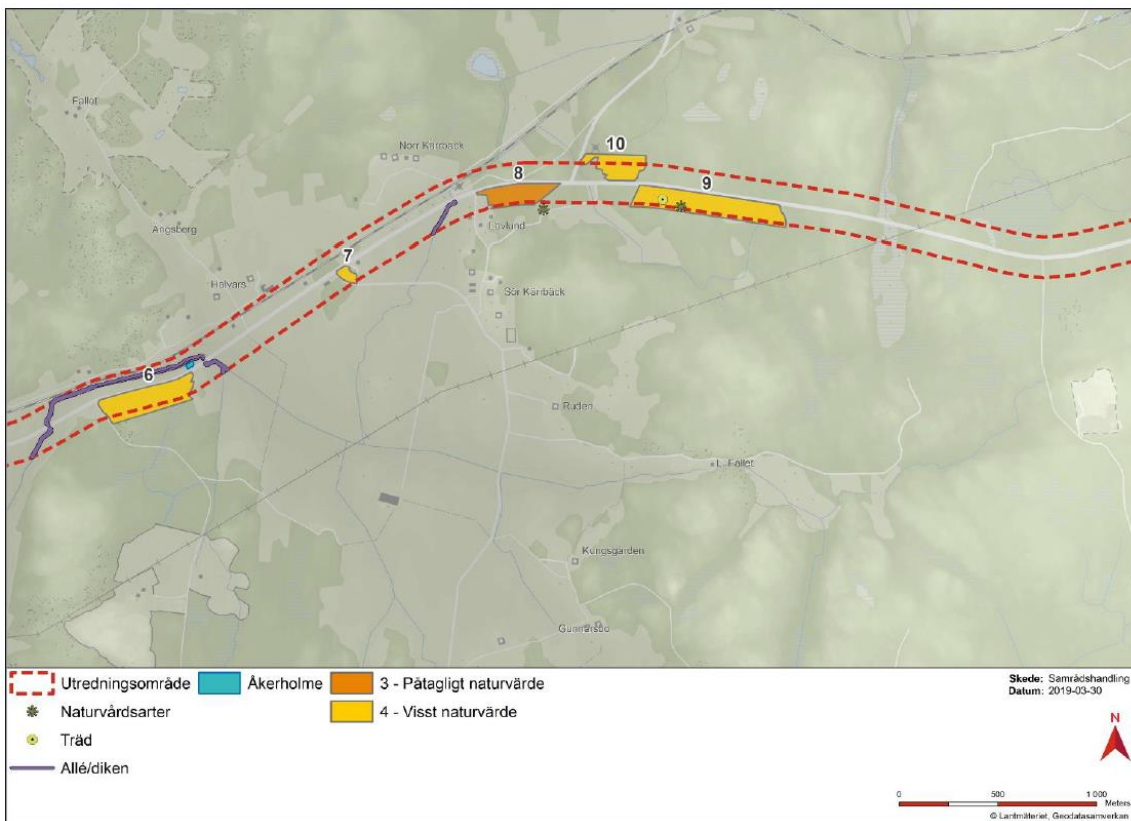 Fallet
Norr Kärrbäck
10
8
9
Ängsberg
Lövlund
7
Halvars
Sör Kärrbäck
6
Ruden
L. Fallet
Kungsgården
Gunnarsbo
Utredningsområde
Åkerholme
3 - Påtagligt naturvärde
Naturvårdsarter
4 - Visst naturvärde
Träd
Allé/diken
Skede: Samrådshandling
Datum: 2019-03-30
N
0 500 1 000
Meters
© Lantmäteriet, Geodatasamverkan